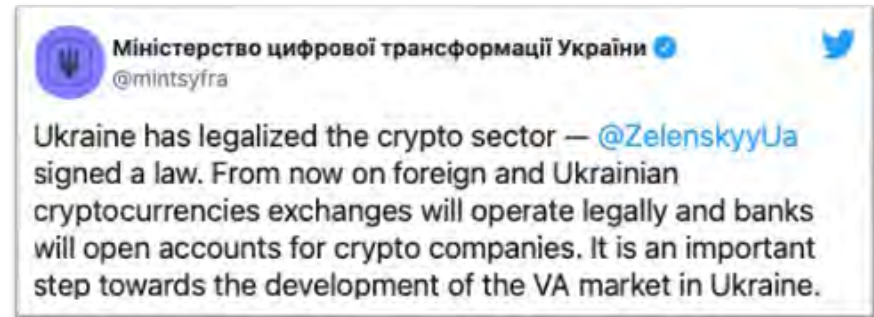 Міністерство цифрової трансформації України
@mintsyfra
Ukraine has legalized the crypto sector — @ZelenskyyUa
signed a law. From now on foreign and Ukrainian
cryptocurrencies exchanges will operate legally and banks
will open accounts for crypto companies. It is an important
step towards the development of the VA market in Ukraine.